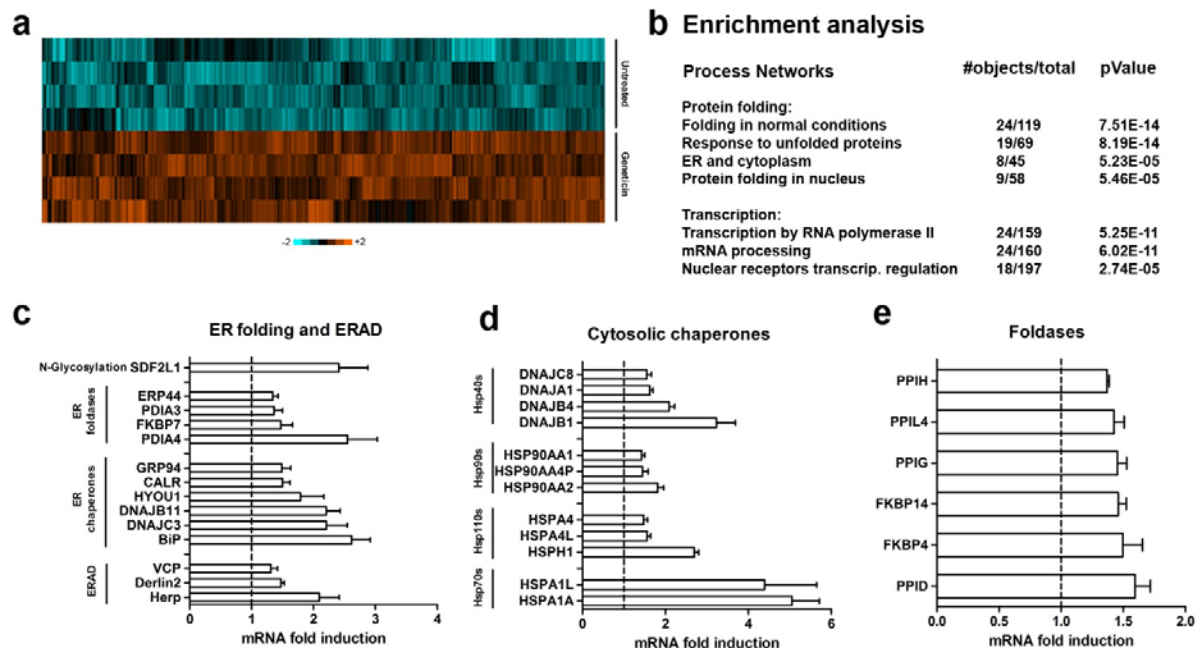 a
Untreated
Geneticin
-2 +2
b Enrichment analysis
Process Networks #objects/total pValue
Protein folding:
Folding in normal conditions 24/119 7.51E-14
Response to unfolded proteins 19/69 8.19E-14
ER and cytoplasm 8/45 5.23E-05
Protein folding in nucleus 9/58 5.46E-05
Transcription:
Transcription by RNA polymerase II 24/159 5.25E-11
mRNA processing 24/160 6.02E-11
Nuclear receptors transcrip. regulation 18/197 2.74E-05
c
ER folding and ERAD
N-Glycosylation SDF2L1
ER foldases
ERP44
PDIA3
FKBP7
PDIA4
ER chaperones
GRP94
CALR
HYOU1
DNAJB11
DNAJC3
BiP
ERAD
VCP
Derlin2
Herp
0 1 2 3 4
mRNA fold induction
d
Cytosolic chaperones
Hsp40s
DNAJC8
DNAJA1
DNAJB4
DNAJB1
Hsp90s
HSP90AA1
HSP90AA4P
HSP90AA2
Hsp110s
HSPA4
HSPA4L
HSPH1
Hsp70s
HSPA1L
HSPA1A
0 2 4 6
mRNA fold induction
e
Foldases
PPIH
PPIL4
PPIG
FKBP14
FKBP4
PPID
0.0 0.5 1.0 1.5 2.0
mRNA fold induction